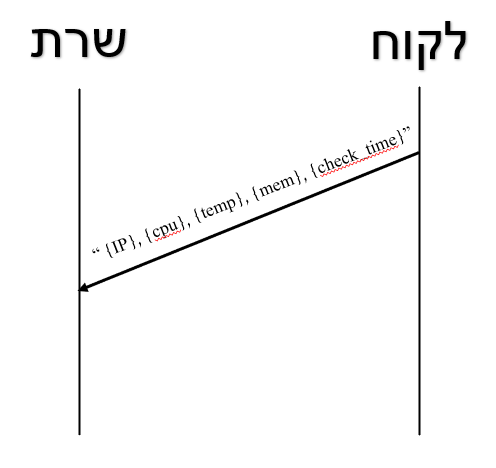 לקוח
שרת
“ {IP}, {cpu}, {temp}, {mem}, {check_time}”